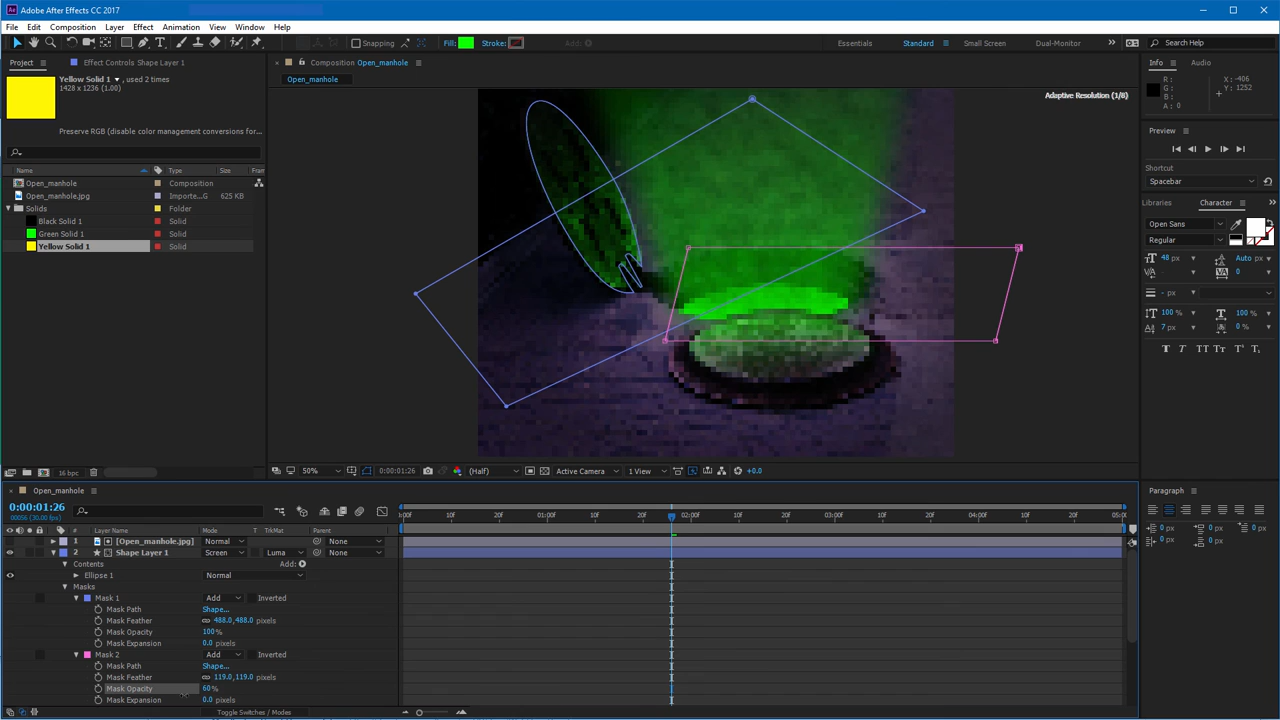 Adobe After Effects CC 2017
File Edit Composition Layer Effect Animation View Window Help
Snapping Fill: Stroke: Add: Essentials Standard Small Screen Dual-Monitor Search Help
Project Effect Controls Shape Layer 1
Yellow Solid 1 , used 2 times
1428 x 1236 (1.00)
Preserve RGB (disable color management conversions for...
Name Type Size Fram
Open_manhole Composition
Open_manhole.jpg Importe...G 625 KB
Solids Folder
Black Solid 1 Solid
Green Solid 1 Solid
Yellow Solid 1 Solid
16 bpc
Composition Open_manhole
Open_manhole
Adaptive Resolution (1/8)
50% 0:00:01:26 (Half) Active Camera 1 View +0.0
Info Audio
R : X : -406
G : Y : 1252
B :
A : 0
Preview
Shortcut
Spacebar
Libraries Character
Open Sans
Regular
48 px Auto px
0
- px
100 % 100 %
7 px 0 %
T T TT Tт T¹ T₁
Paragraph
0 px 0 px 0 px
0 px 0 px
Open_manhole
0:00:01:26
00056 (30.00 fps)
# Layer Name Mode T TrkMat Parent
1 [Open_manhole.jpg] Normal None
2 Shape Layer 1 Screen Luma None
Contents Add:
Ellipse 1 Normal
Masks
Mask 1 Add Inverted
Mask Path Shape...
Mask Feather 488.0,488.0 pixels
Mask Opacity 100%
Mask Expansion 0.0 pixels
Mask 2 Add Inverted
Mask Path Shape...
Mask Feather 119.0,119.0 pixels
Mask Opacity 60%
Mask Expansion 0.0 pixels
Toggle Switches / Modes
:00F 10F 20F 01:00F 10F 20F 02:00F 10F 20F 03:00F 10F 20F 04:00F 10F 20F 05:00